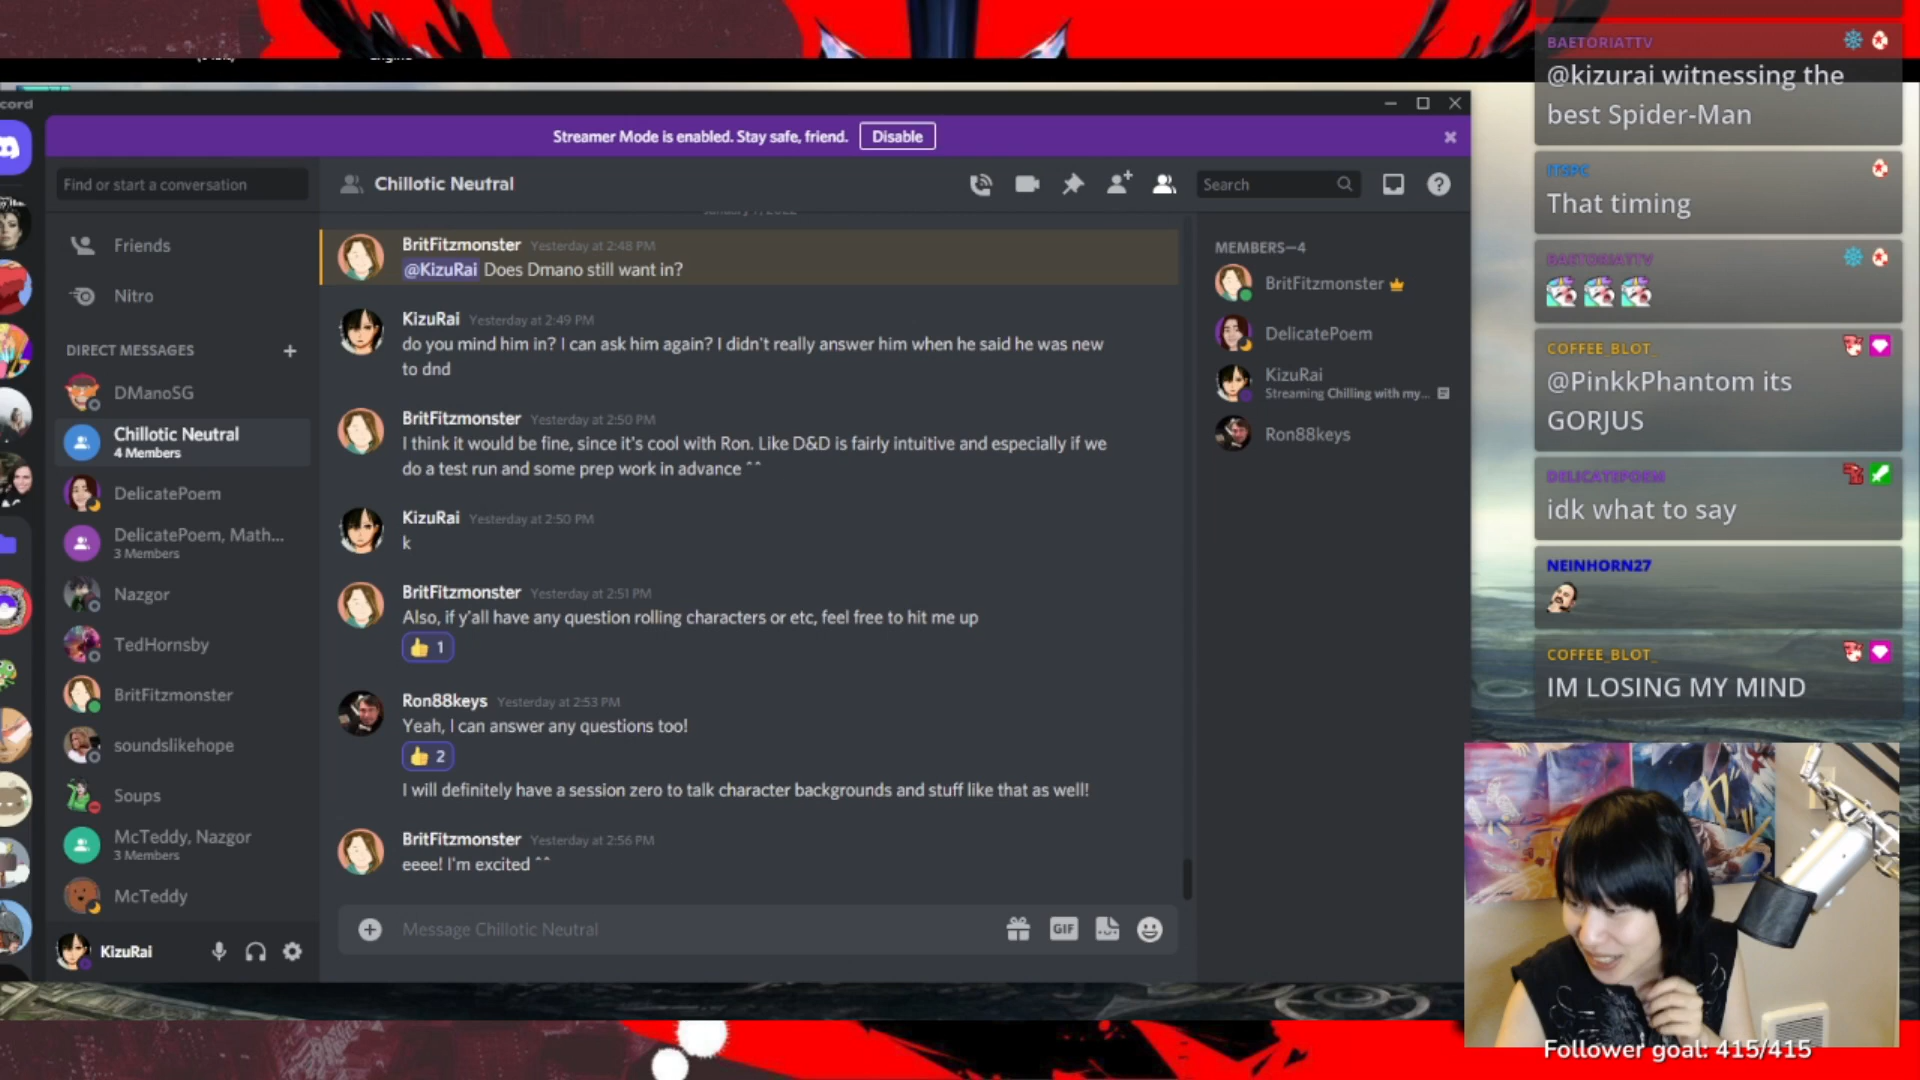 cord
Streamer Mode is enabled. Stay safe, friend.
Disable
Find or start a conversation
Chillotic Neutral
Search
Friends
Nitro
DIRECT MESSAGES
DManoSG
Chillotic Neutral
4 Members
DelicatePoem
DelicatePoem, Math...
3 Members
Nazgor
TedHornsby
BritFitzmonster
soundslikehope
Soups
McTeddy, Nazgor
3 Members
McTeddy
KizuRai
BritFitzmonster Yesterday at 2:48 PM
@KizuRai Does Dmano still want in?
KizuRai Yesterday at 2:49 PM
do you mind him in? I can ask him again? I didn't really answer him when he said he was new
to dnd
BritFitzmonster Yesterday at 2:50 PM
I think it would be fine, since it's cool with Ron. Like D&D is fairly intuitive and especially if we
do a test run and some prep work in advance ^^
KizuRai Yesterday at 2:50 PM
k
BritFitzmonster Yesterday at 2:51 PM
Also, if y'all have any question rolling characters or etc, feel free to hit me up
👍 1
Ron88keys Yesterday at 2:53 PM
Yeah, I can answer any questions too!
👍 2
I will definitely have a session zero to talk character backgrounds and stuff like that as well!
BritFitzmonster Yesterday at 2:56 PM
eeee! I'm excited ^^
Message Chillotic Neutral
GIF
MEMBERS—4
BritFitzmonster
DelicatePoem
KizuRai
Streaming Chilling with my...
Ron88keys
BAETORIATTV
@kizurai witnessing the
best Spider-Man
ITSPC
That timing
BAETORIATTV
COFFEE_BLOT_
@PinkkPhantom its
GORJUS
DELICATEPOEM
idk what to say
NEINHORN27
COFFEE_BLOT_
IM LOSING MY MIND
Follower goal: 415/415